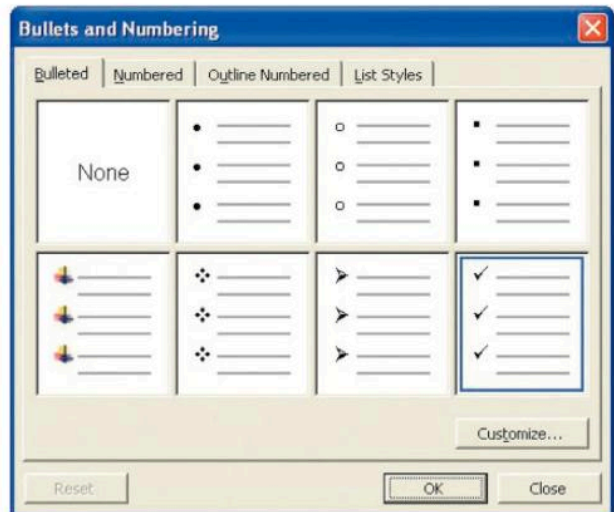 Bullets and Numbering
Bulleted Numbered Outline Numbered List Styles
None
Customize...
Reset OK Close